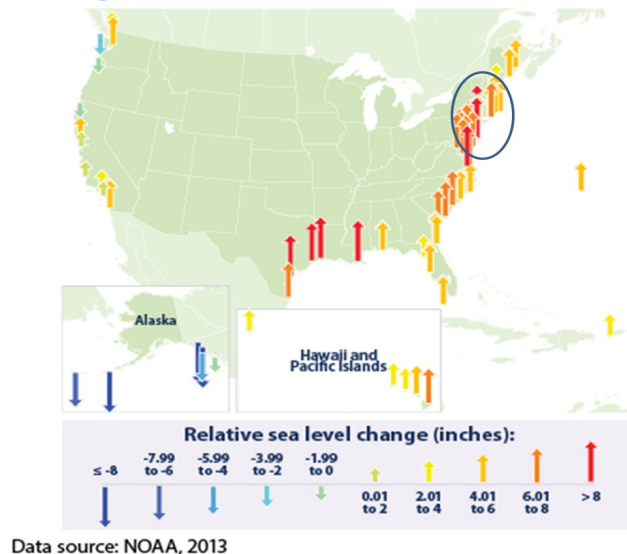 Alaska
Hawaii and
Pacific Islands
Relative sea level change (inches):
≤ -8
-7.99
to -6
-5.99
to -4
-3.99
to -2
-1.99
to 0
0.01
to 2
2.01
to 4
4.01
to 6
6.01
to 8
> 8
Data source: NOAA, 2013